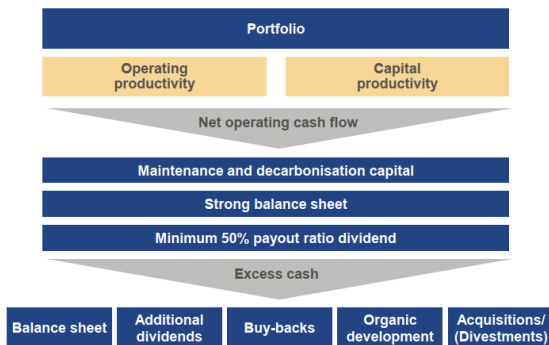 Portfolio
Operating
productivity
Capital
productivity
Net operating cash flow
Maintenance and decarbonisation capital
Strong balance sheet
Minimum 50% payout ratio dividend
Excess cash
Balance sheet
Additional
dividends
Buy-backs
Organic
development
Acquisitions/
(Divestments)